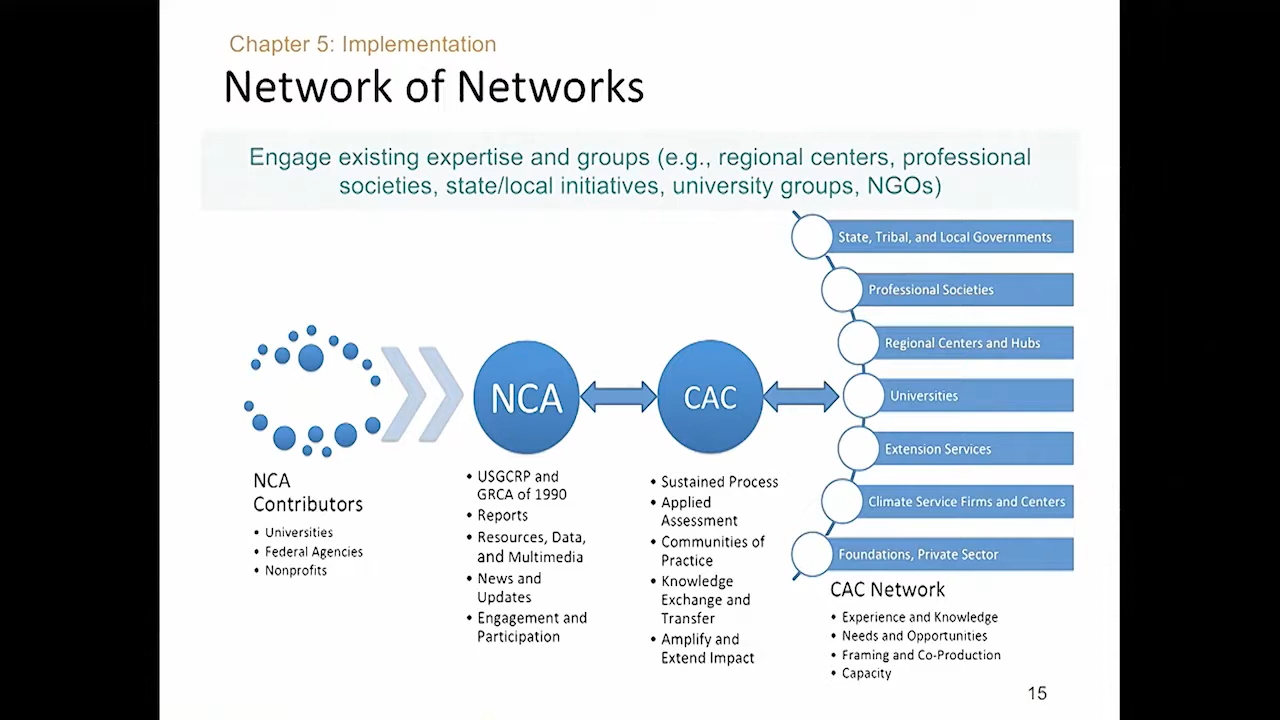 Chapter 5: Implementation
Network of Networks
Engage existing expertise and groups (e.g., regional centers, professional
societies, state/local initiatives, university groups, NGOs)
NCA
Contributors
• Universities
• Federal Agencies
• Nonprofits
NCA
• USGCRP and
GRCA of 1990
• Reports
• Resources, Data,
and Multimedia
• News and
Updates
• Engagement and
Participation
CAC
• Sustained Process
• Applied
Assessment
• Communities of
Practice
• Knowledge
Exchange and
Transfer
• Amplify and
Extend Impact
State, Tribal, and Local Governments
Professional Societies
Regional Centers and Hubs
Universities
Extension Services
Climate Service Firms and Centers
Foundations, Private Sector
CAC Network
• Experience and Knowledge
• Needs and Opportunities
• Framing and Co-Production
• Capacity
15